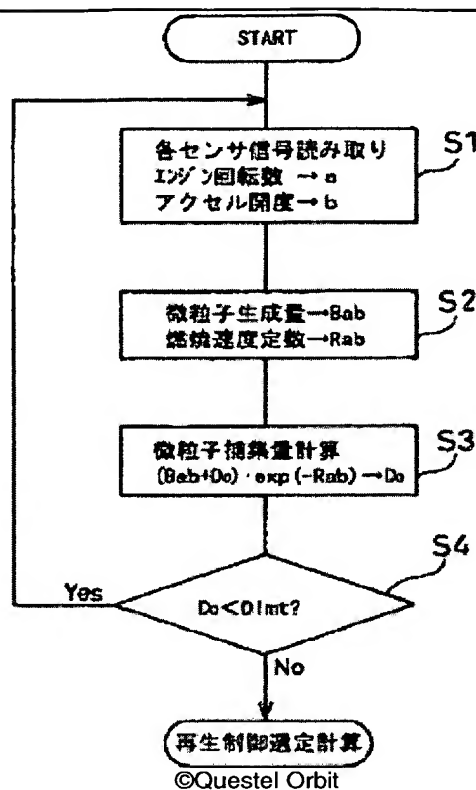 START
各センサ信号読み取り
エンジン回転数 → a
アクセル開度→ b
S1
微粒子生成量→Bab
燃焼速度定数→Rab
S2
微粒子捕集量計算
(Bab+Do)・exp(-Rab)→Do
S3
S4
Yes
Do<Dlmt?
No
再生制御選定計算
©Questel Orbit